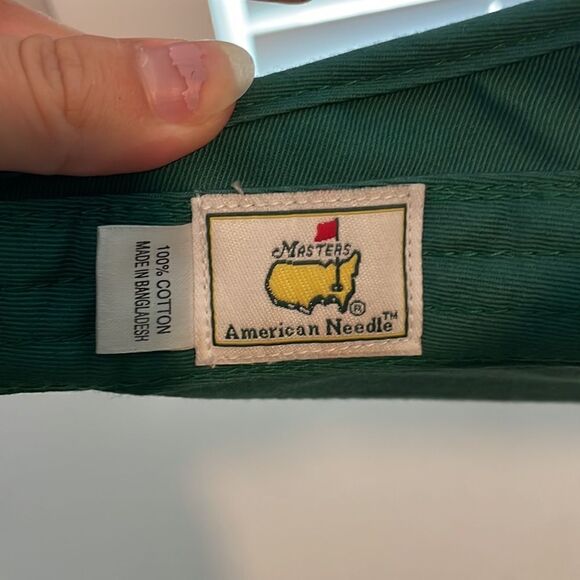 100% COTTON
MADE IN BANGLADESH
MASTERS
®
American Needle™